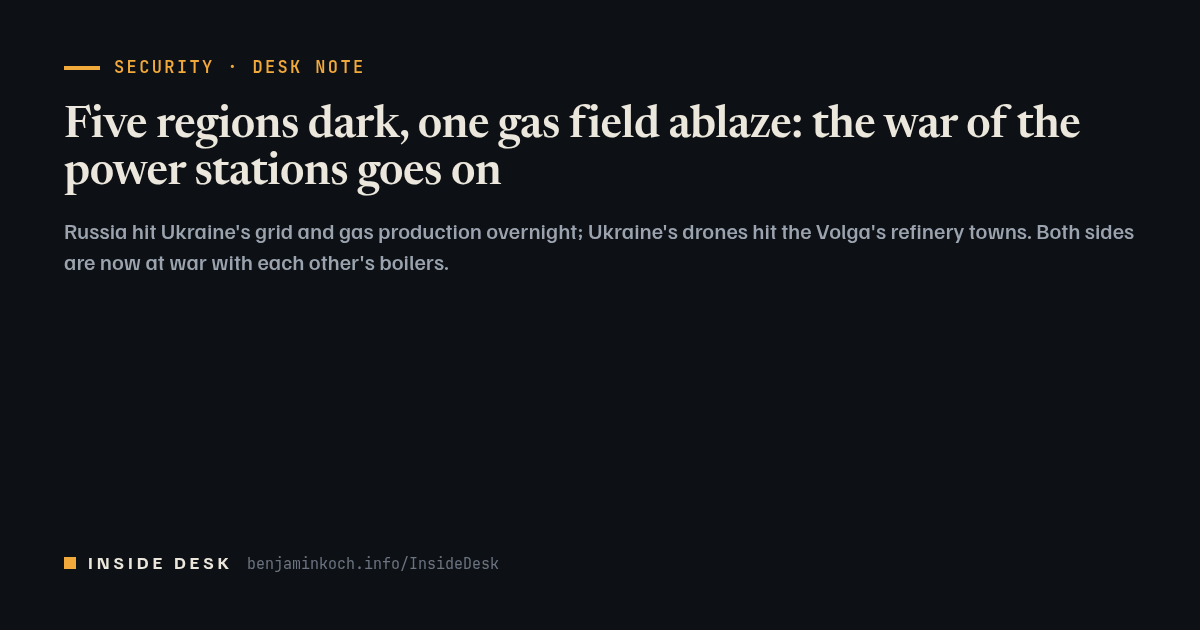 SECURITY · DESK NOTE
Five regions dark, one gas field ablaze: the war of the
power stations goes on
Russia hit Ukraine's grid and gas production overnight; Ukraine's drones hit the Volga's refinery towns. Both sides
are now at war with each other's boilers.
INSIDE DESK benjaminkoch.info/InsideDesk